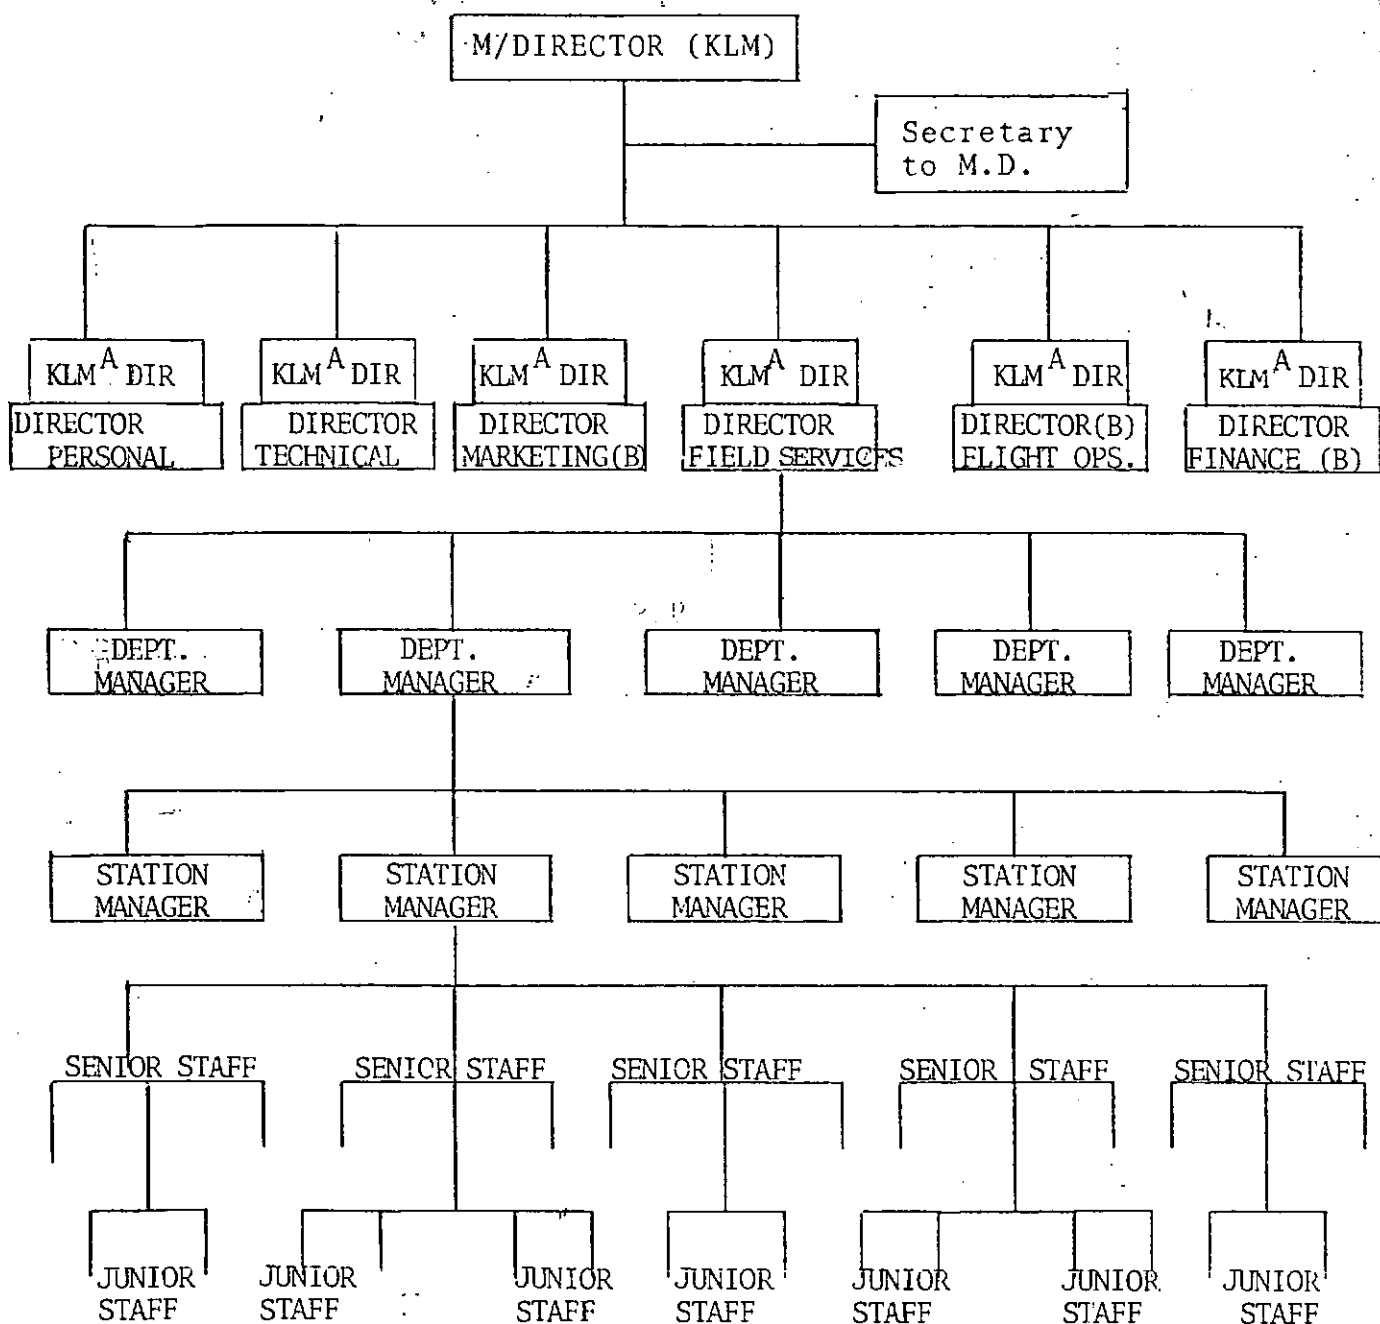 M/DIRECTOR (KLM)
Secretary
to M.D.
KLM A DIR
KLM A DIR
KLM A DIR
KLM A DIR
KLM A DIR
KLM A DIR
DIRECTOR
PERSONAL
DIRECTOR
TECHNICAL
DIRECTOR
MARKETING(B)
DIRECTOR
FIELD SERVICES
DIRECTOR(B)
FLIGHT OPS.
DIRECTOR
FINANCE (B)
DEPT.
MANAGER
DEPT.
MANAGER
DEPT.
MANAGER
DEPT.
MANAGER
DEPT.
MANAGER
STATION
MANAGER
STATION
MANAGER
STATION
MANAGER
STATION
MANAGER
STATION
MANAGER
SENIOR STAFF
SENIOR STAFF
SENIOR STAFF
SENIOR STAFF
SENIOR STAFF
JUNIOR
STAFF
JUNIOR
STAFF
JUNIOR
STAFF
JUNIOR
STAFF
JUNIOR
STAFF
JUNIOR
STAFF
JUNIOR
STAFF